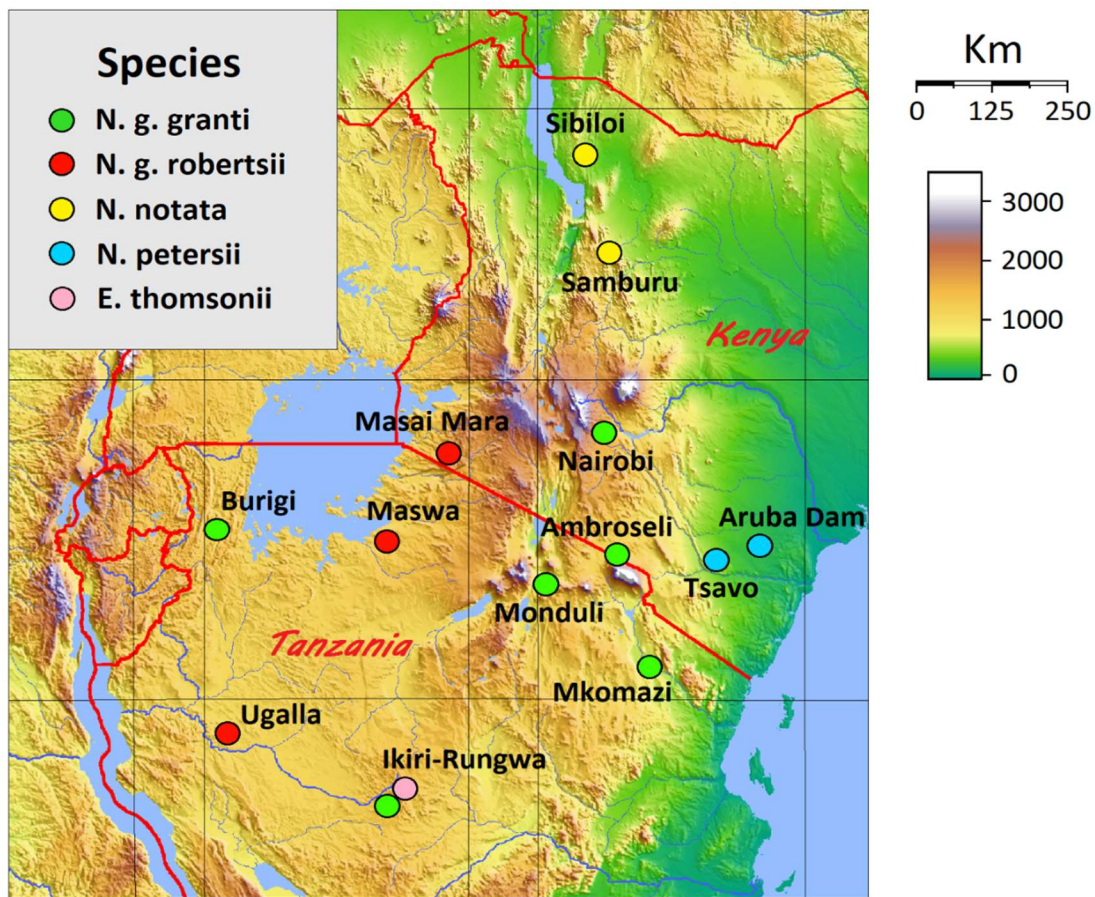 Species
N. g. granti
N. g. robertsii
N. notata
N. petersii
E. thomsonii
Km
0 125 250
3000
2000
1000
0
Sibiloi
Samburu
Kenya
Masai Mara
Nairobi
Burigi
Maswa
Ambroseli
Aruba Dam
Tsavo
Monduli
Tanzania
Mkomazi
Ugalla
Ikiri-Rungwa